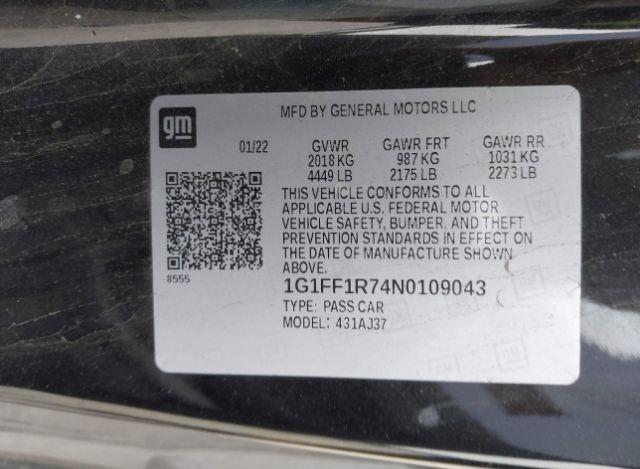 gm
MFD BY GENERAL MOTORS LLC
01/22 GVWR GAWR FRT GAWR RR
2018 KG 987 KG 1031 KG
4449 LB 2175 LB 2273 LB
THIS VEHICLE CONFORMS TO ALL
APPLICABLE U.S. FEDERAL MOTOR
VEHICLE SAFETY, BUMPER, AND THEFT
PREVENTION STANDARDS IN EFFECT ON
THE DATE OF MANUFACTURE SHOWN
ABOVE.
8555
1G1FF1R74N0109043
TYPE: PASS CAR
MODEL: 431AJ37